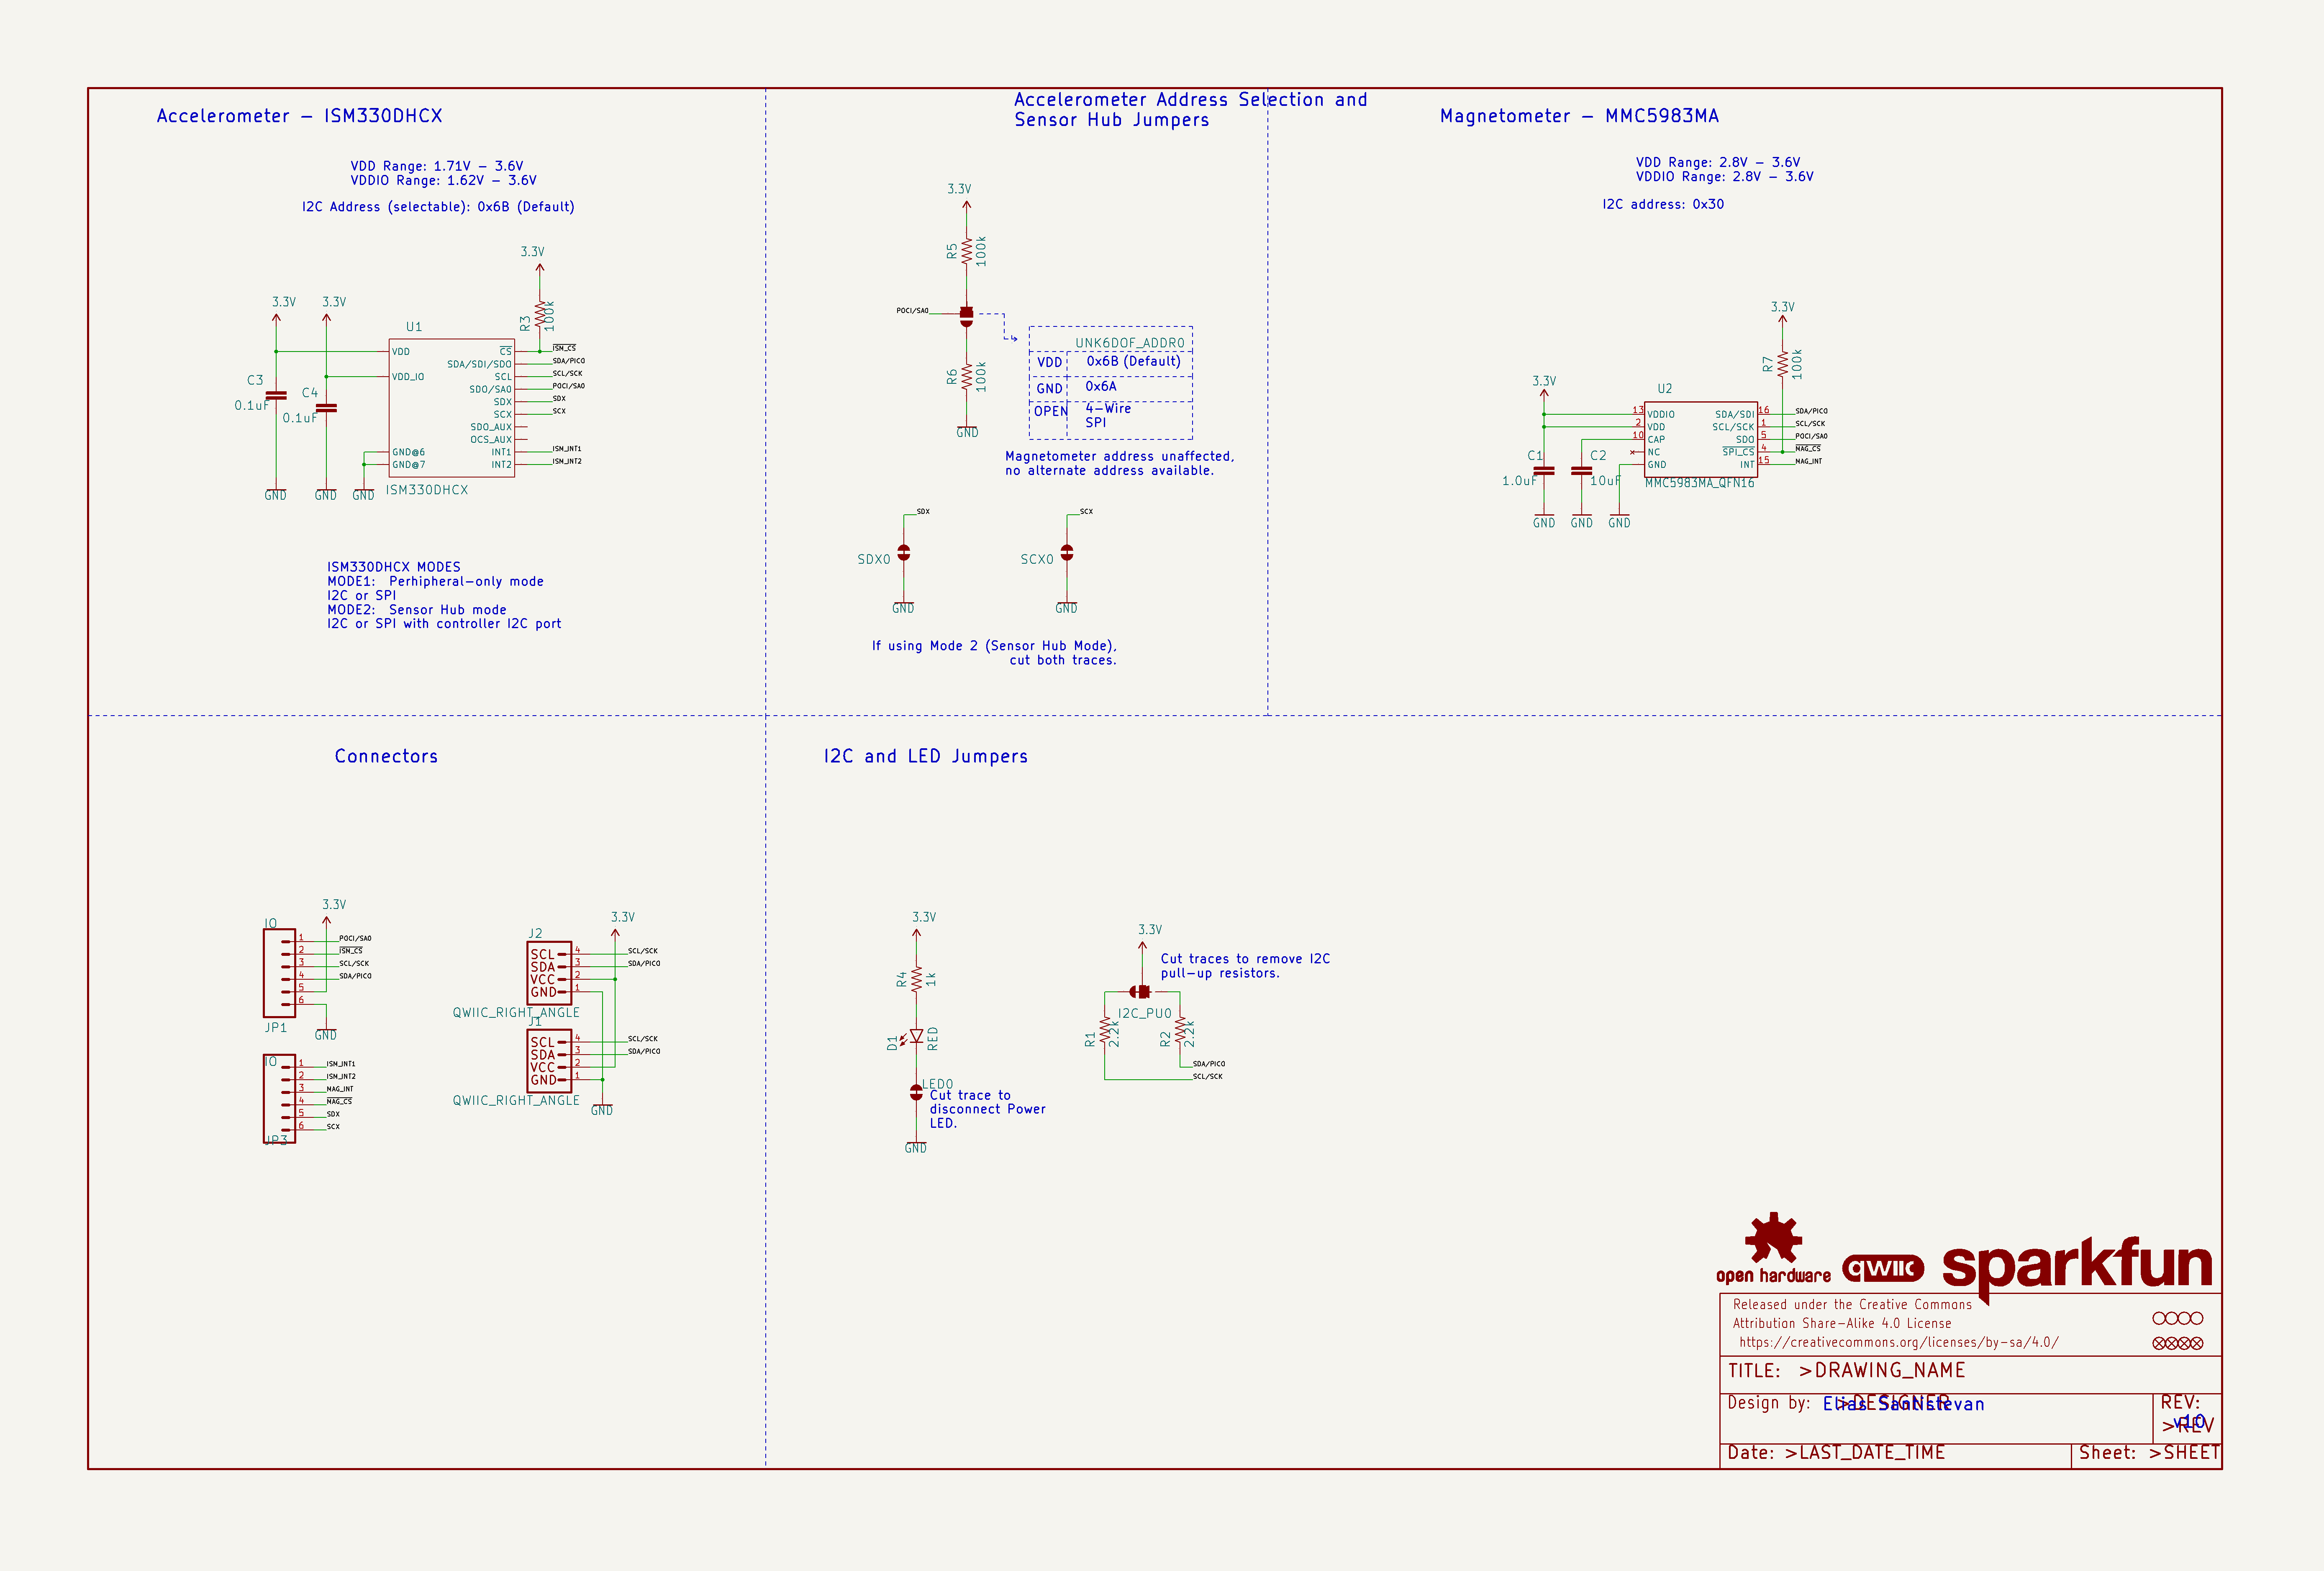 Accelerometer - ISM330DHCX
VDD Range: 1.71V - 3.6V
VDDIO Range: 1.62V - 3.6V
I2C Address (selectable): 0x6B (Default)
3.3V
3.3V
3.3V
R3
100k
U1
VDD
VDD_IO
GND@6
GND@7
CS
SDA/SDI/SDO
SCL
SDO/SA0
SDX
SCX
SDO_AUX
OCS_AUX
INT1
INT2
ISM_CS
SDA/PICO
SCL/SCK
POCI/SA0
SDX
SCX
ISM_INT1
ISM_INT2
C3
0.1uF
C4
0.1uF
GND
GND
GND
ISM330DHCX
ISM330DHCX MODES
MODE1: Perhipheral-only mode
I2C or SPI
MODE2: Sensor Hub mode
I2C or SPI with controller I2C port
Accelerometer Address Selection and
Sensor Hub Jumpers
3.3V
R5
100k
POCI/SA0
R6
100k
GND
UNK6DOF_ADDR0
VDD 0x6B (Default)
GND 0x6A
OPEN 4-Wire
SPI
Magnetometer address unaffected,
no alternate address available.
SDX
SDX0
GND
SCX
SCX0
GND
If using Mode 2 (Sensor Hub Mode),
cut both traces.
Magnetometer - MMC5983MA
VDD Range: 2.8V - 3.6V
VDDIO Range: 2.8V - 3.6V
I2C address: 0x30
3.3V
R7
100k
3.3V
U2
13 VDDIO
2 VDD
10 CAP
NC
GND
SDA/SDI 16
SCL/SCK 1
SDO 5
SPI_CS 4
INT 15
SDA/PICO
SCL/SCK
POCI/SA0
MAG_CS
MAG_INT
C1
1.0uF
C2
10uF
MMC5983MA_QFN16
GND
GND
GND
Connectors
3.3V
IO
1 POCI/SA0
2 ISM_CS
3 SCL/SCK
4 SDA/PICO
5
6
JP1
GND
IO
1 ISM_INT1
2 ISM_INT2
3 MAG_INT
4 MAG_CS
5 SDX
6 SCX
JP3
3.3V
J2
SCL 4 SCL/SCK
SDA 3 SDA/PICO
VCC 2
GND 1
QWIIC_RIGHT_ANGLE
J1
SCL 4 SCL/SCK
SDA 3 SDA/PICO
VCC 2
GND 1
QWIIC_RIGHT_ANGLE
GND
I2C and LED Jumpers
3.3V
R4
1k
D1
RED
LED0
Cut trace to
disconnect Power
LED.
GND
3.3V
Cut traces to remove I2C
pull-up resistors.
I2C_PU0
R1
2.2k
R2
2.2k
SDA/PICO
SCL/SCK
open hardware
qwiic
sparkfun
Released under the Creative Commons
Attribution Share-Alike 4.0 License
https://creativecommons.org/licenses/by-sa/4.0/
TITLE: >DRAWING_NAME
Design by: >DESIGNER
Elias Santistevan
REV:
>REV
v10
Date: >LAST_DATE_TIME
Sheet: >SHEET